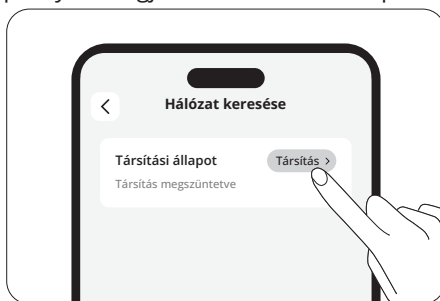 Hálózat keresése
Társítási állapot
Társítás >
Társítás megszüntetve